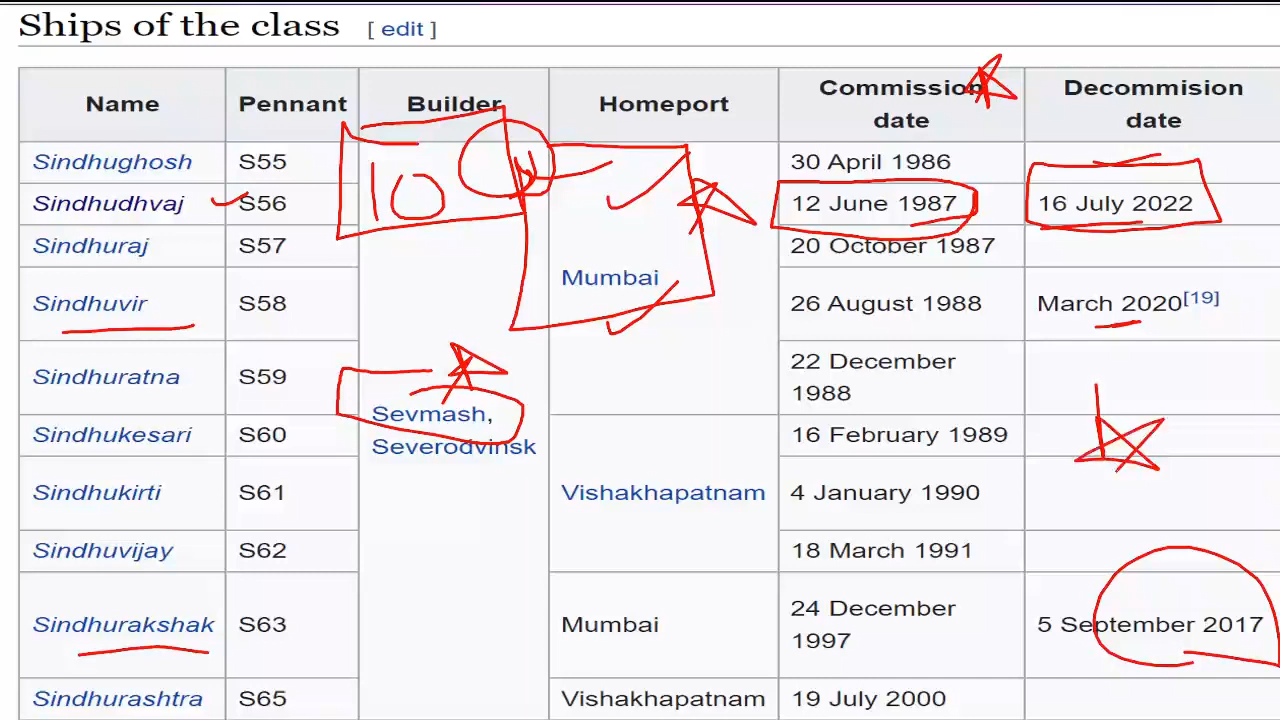 Ships of the class [ edit ]
Name Pennant Builder Homeport Commission date Decommision date
Sindhughosh S55 30 April 1986
Sindhudhvaj S56 12 June 1987 16 July 2022
Sindhuraj S57 20 October 1987
Mumbai
Sindhuvir S58 26 August 1988 March 2020[19]
Sindhuratna S59 22 December 1988
Sevmash,
Severodvinsk
Sindhukesari S60 16 February 1989
Sindhukirti S61 Vishakhapatnam 4 January 1990
Sindhuvijay S62 18 March 1991
Sindhurakshak S63 Mumbai 24 December 1997 5 September 2017
Sindhurashtra S65 Vishakhapatnam 19 July 2000
10